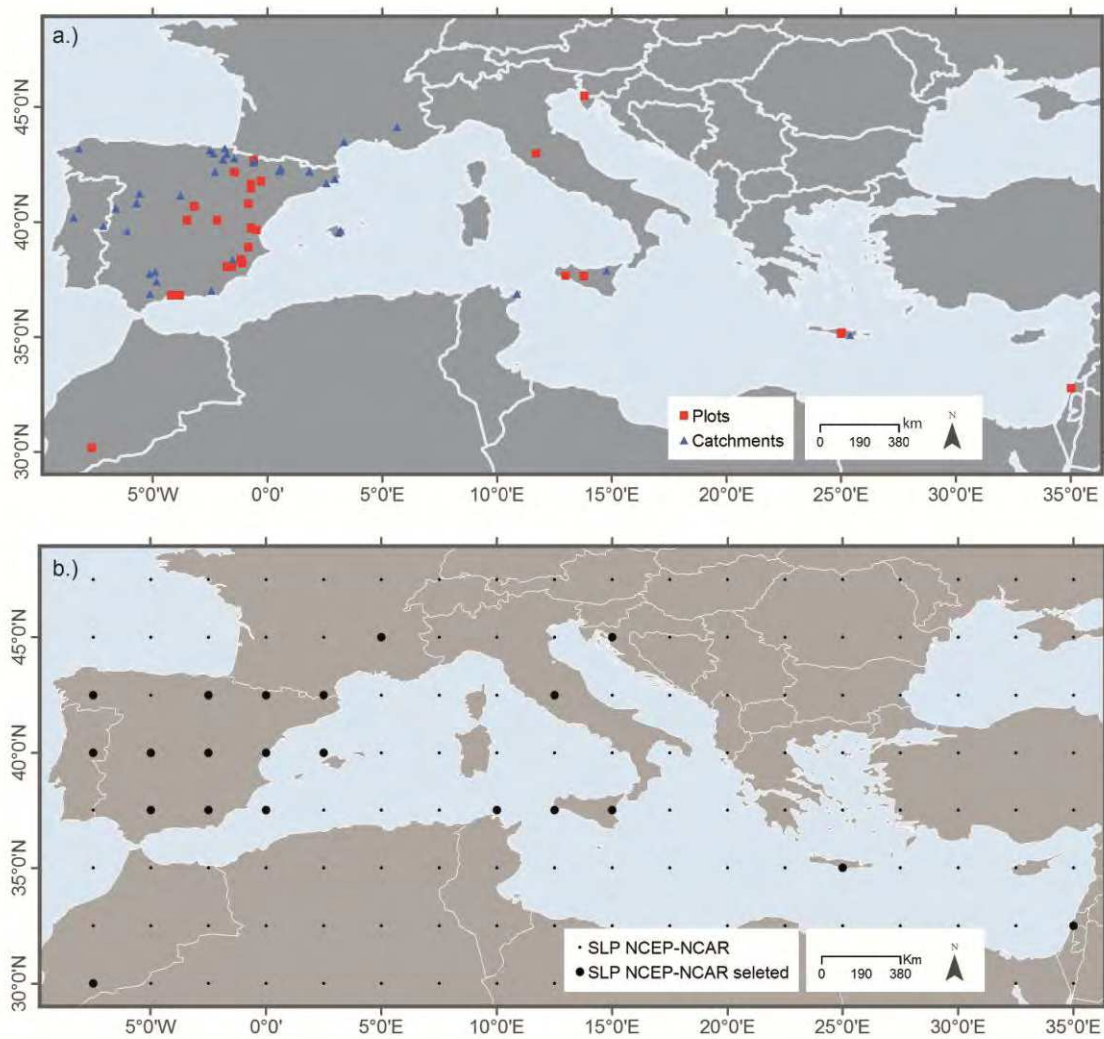 a.)
45°0'N
40°0'N
35°0'N
30°0'N
Plots
Catchments
km
0 190 380
N
5°0'W 0°0' 5°0'E 10°0'E 15°0'E 20°0'E 25°0'E 30°0'E 35°0'E
b.)
45°0'N
40°0'N
35°0'N
30°0'N
SLP NCEP-NCAR
SLP NCEP-NCAR seleted
Km
0 190 380
N
5°0'W 0°0' 5°0'E 10°0'E 15°0'E 20°0'E 25°0'E 30°0'E 35°0'E